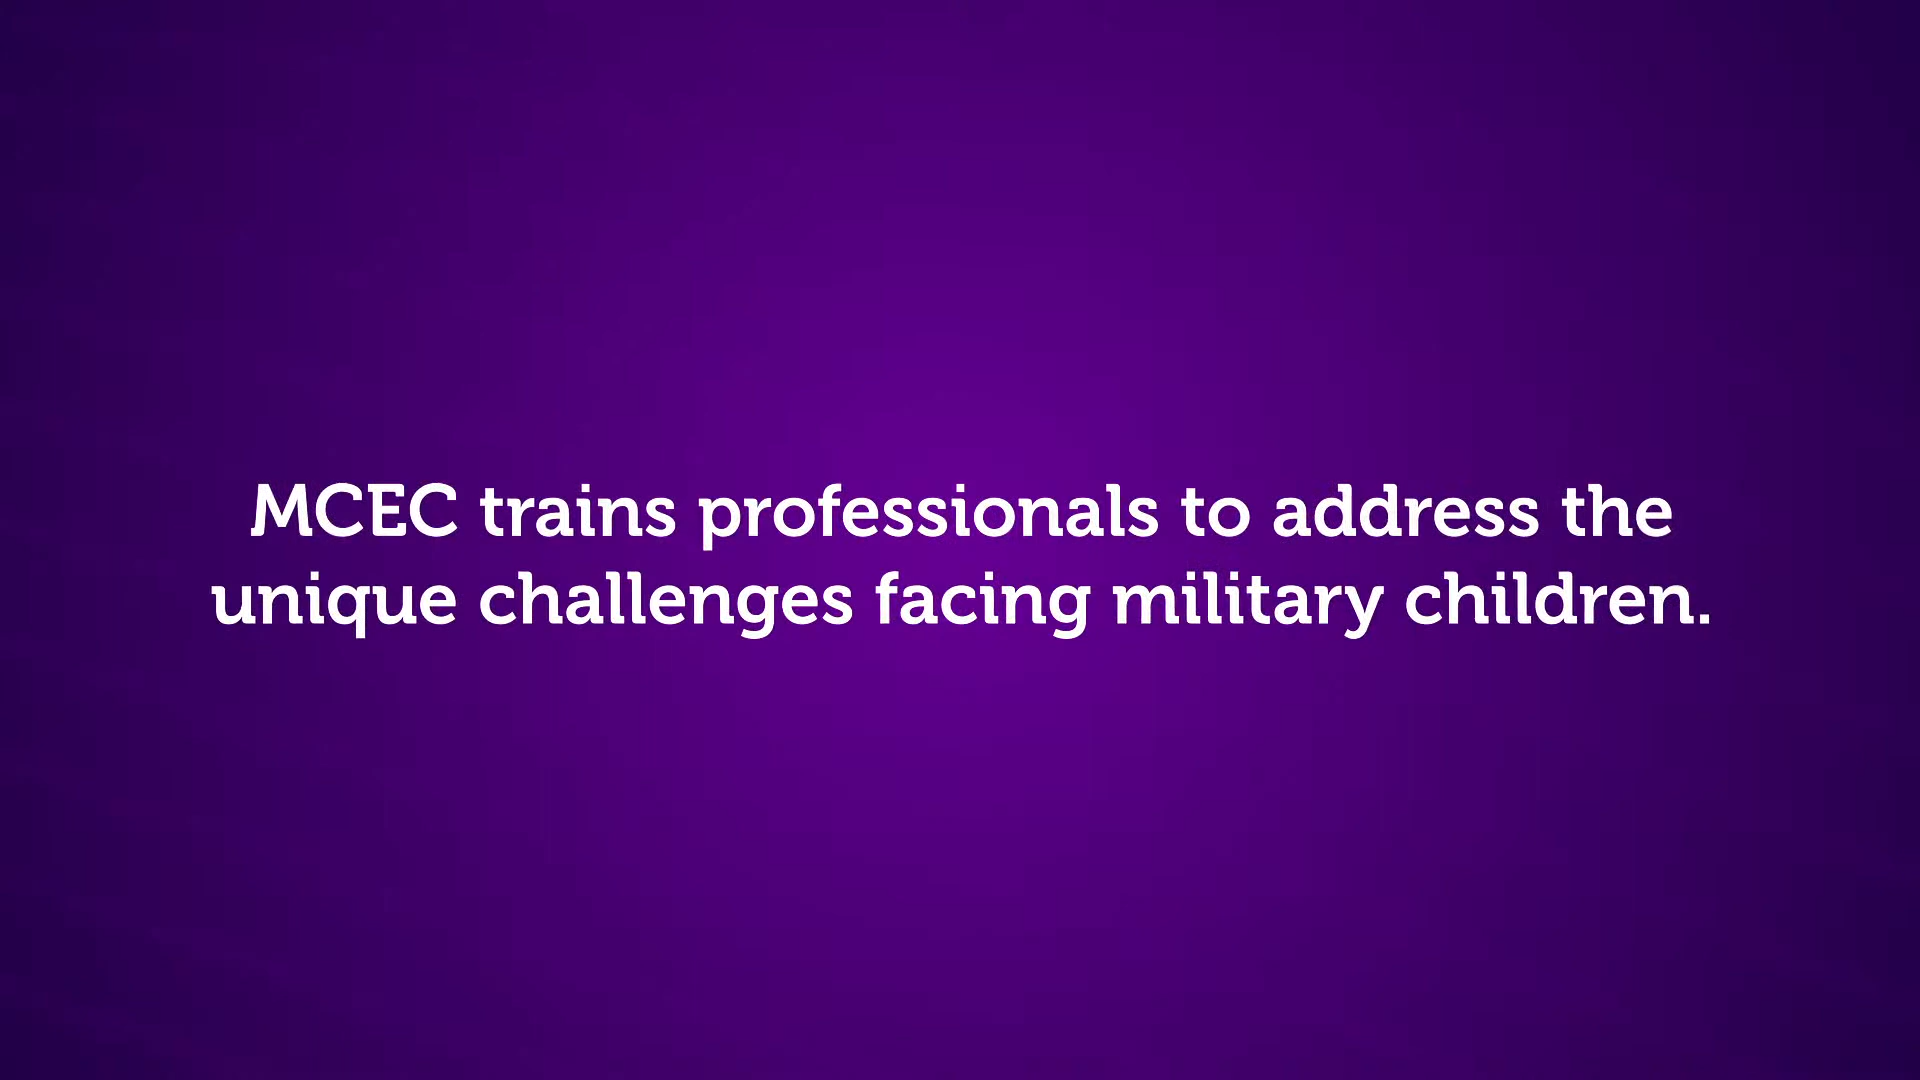 MCEC trains professionals to address the
unique challenges facing military children.